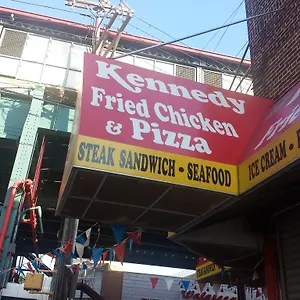 Kennedy
Fried Chicken
& Pizza
STEAK SANDWICH • SEAFOOD
ICE CREAM •